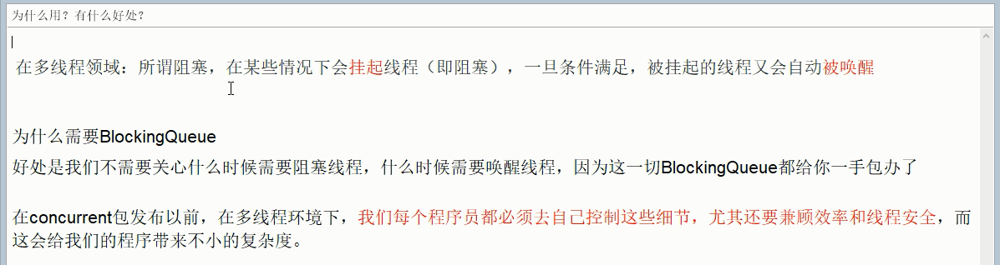 为什么用？有什么好处？
在多线程领域：所谓阻塞，在某些情况下会挂起线程（即阻塞），一旦条件满足，被挂起的线程又会自动被唤醒
为什么需要BlockingQueue
好处是我们不需要关心什么时候需要阻塞线程，什么时候需要唤醒线程，因为这一切BlockingQueue都给你一手包办了
在concurrent包发布以前，在多线程环境下，我们每个程序员都必须去自己控制这些细节，尤其还要兼顾效率和线程安全，而
这会给我们的程序带来不小的复杂度。